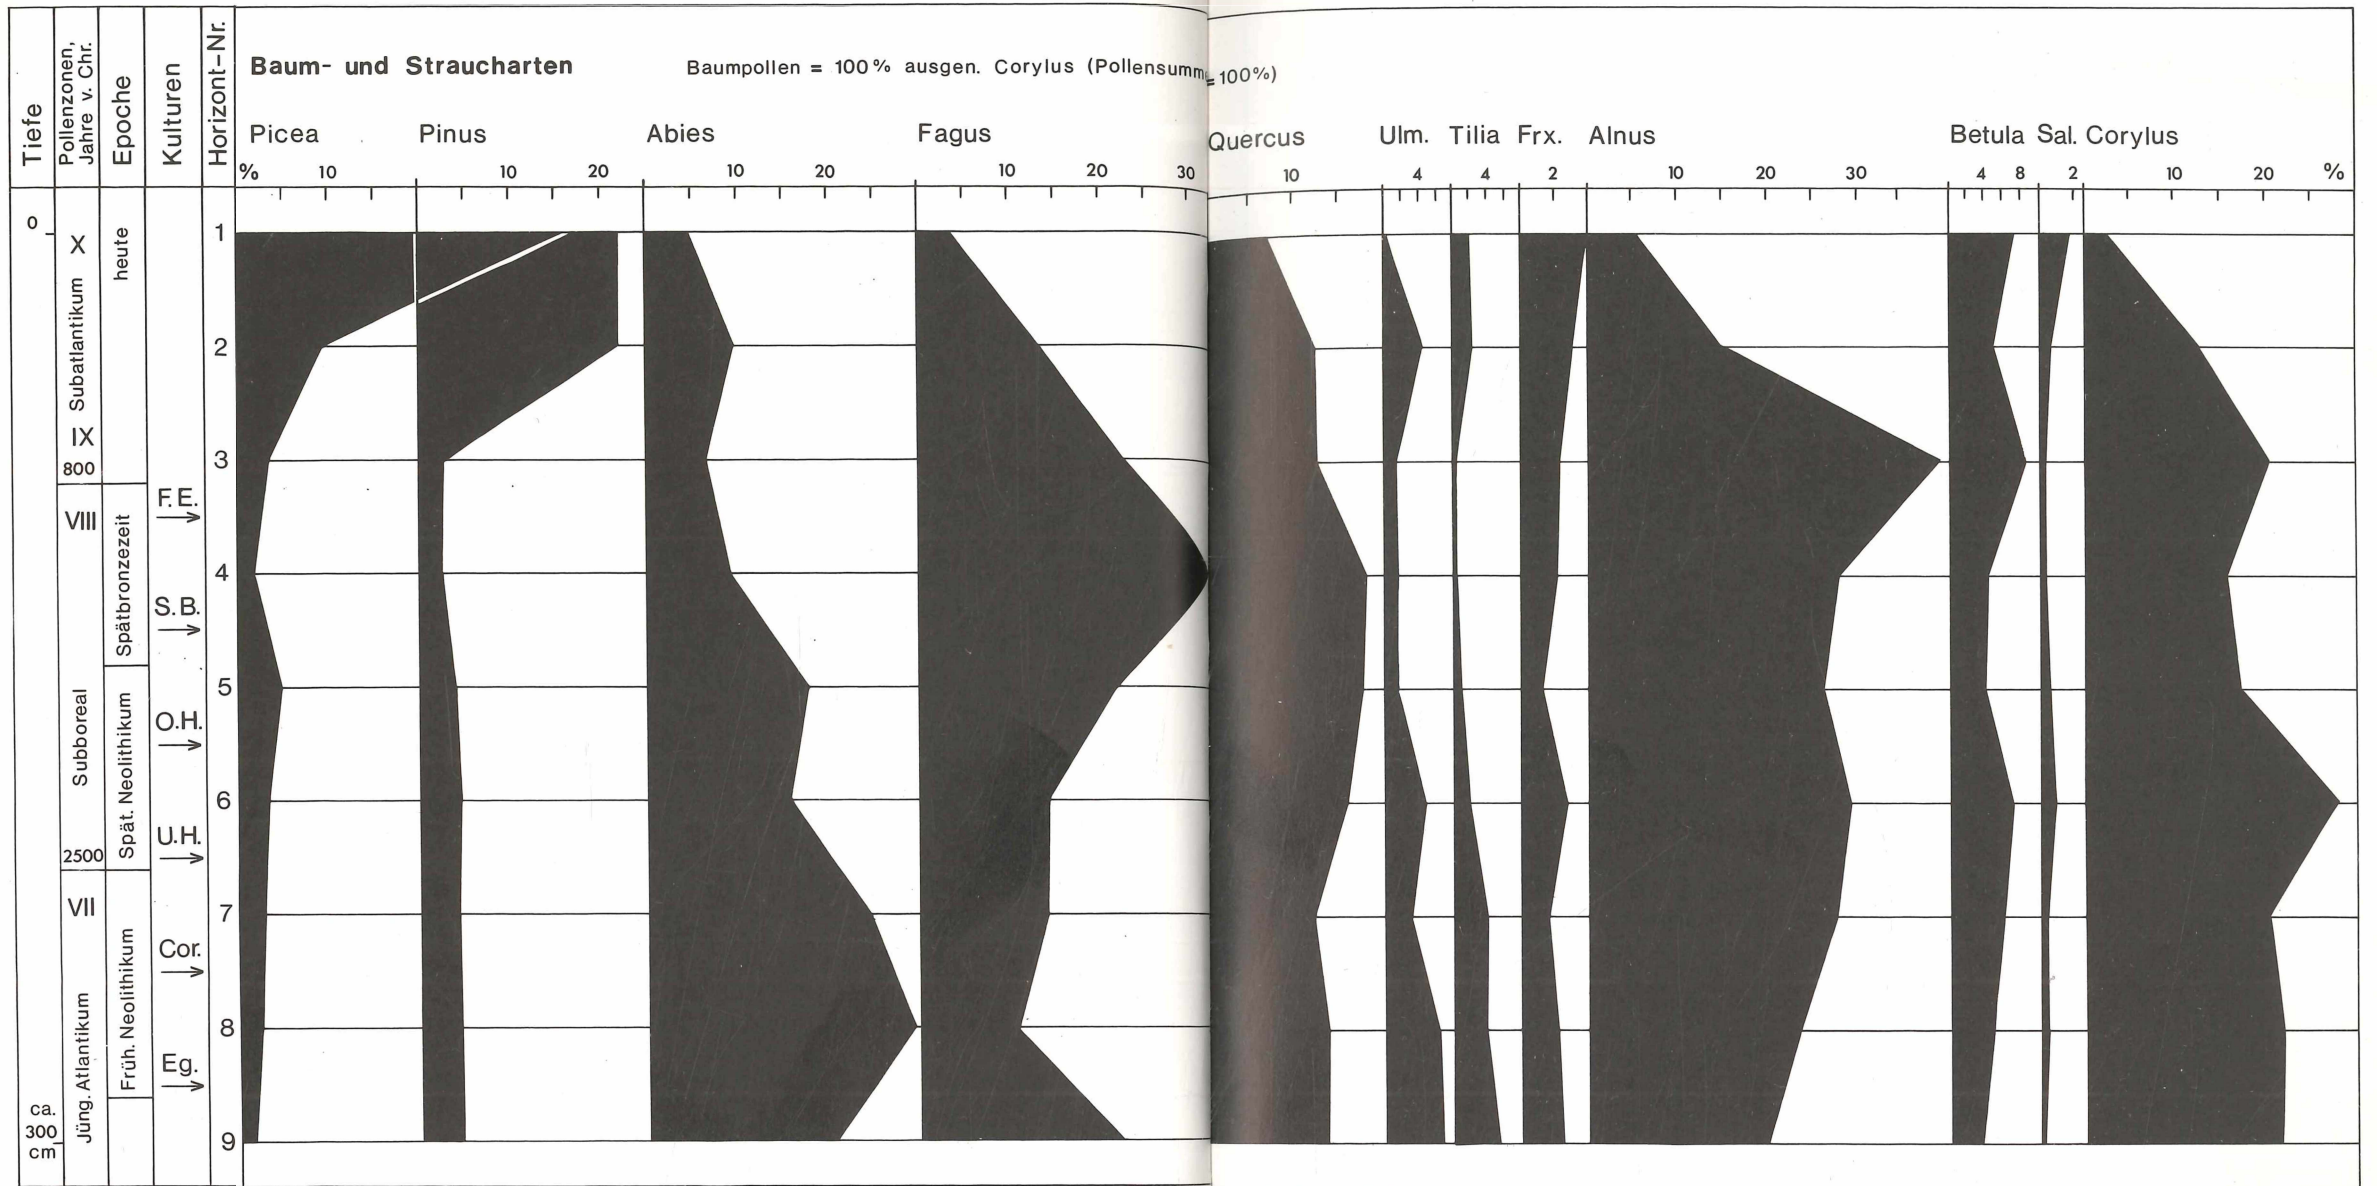 Tiefe
Pollenzonen,
Jahre v. Chr.
Epoche
Kulturen
Horizont-Nr.
Baum- und Straucharten
Baumpollen = 100% ausgen. Corylus (Pollensumm = 100%)
Picea Pinus Abies Fagus Quercus Ulm. Tilia Frx. Alnus Betula Sal. Corylus
% 10 10 20 10 20 10 20 30 10 4 4 2 10 20 30 4 8 2 10 20 %
0
X
Subatlantikum
IX
800
VIII
Subboreal
2500
VII
Jüng. Atlantikum
heute
Spätbronzezeit
Spät. Neolithikum
Früh. Neolithikum
F.E.
S.B.
O.H.
U.H.
Cor.
Eg.
1
2
3
4
5
6
7
8
9
ca.
300
cm